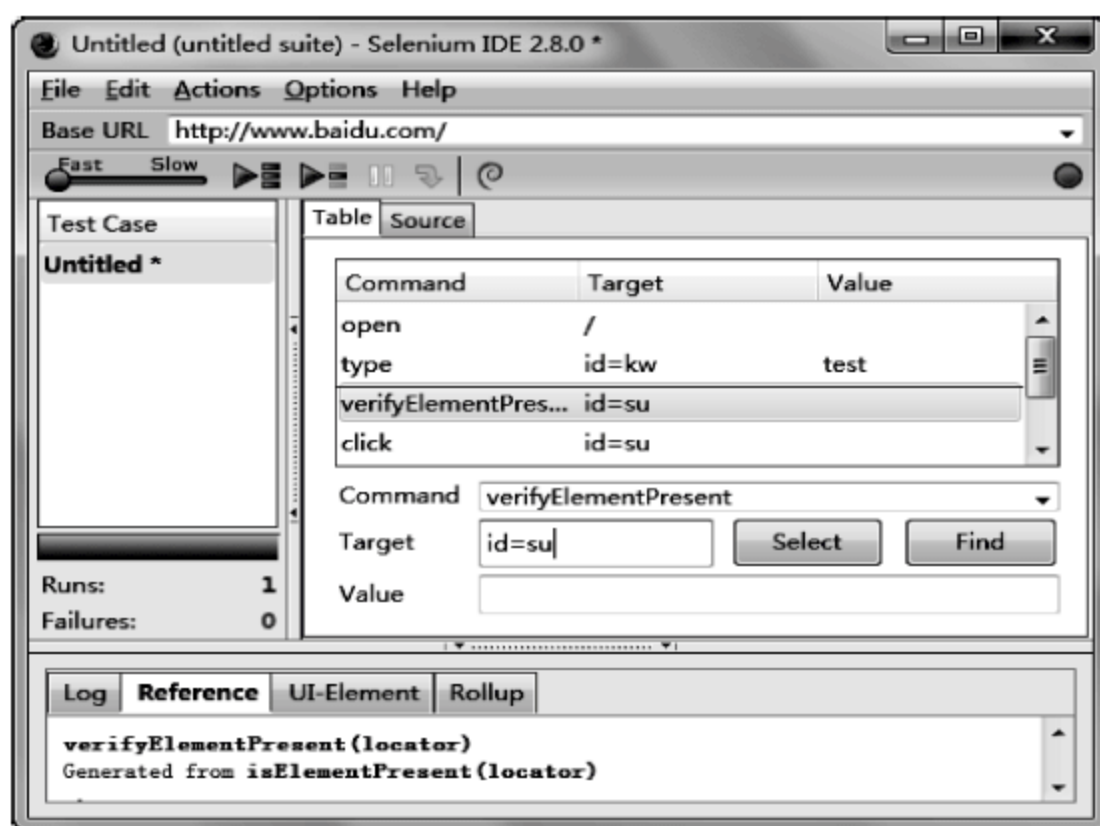 Untitled (untitled suite) - Selenium IDE 2.8.0 *
File Edit Actions Options Help
Base URL http://www.baidu.com/
Fast Slow
Test Case
Untitled *
Runs: 1
Failures: 0
Table Source
Command Target Value
open /
type id=kw test
verifyElementPres... id=su
click id=su
Command verifyElementPresent
Target id=su Select Find
Value
Log Reference UI-Element Rollup
verifyElementPresent(locator)
Generated from isElementPresent(locator)